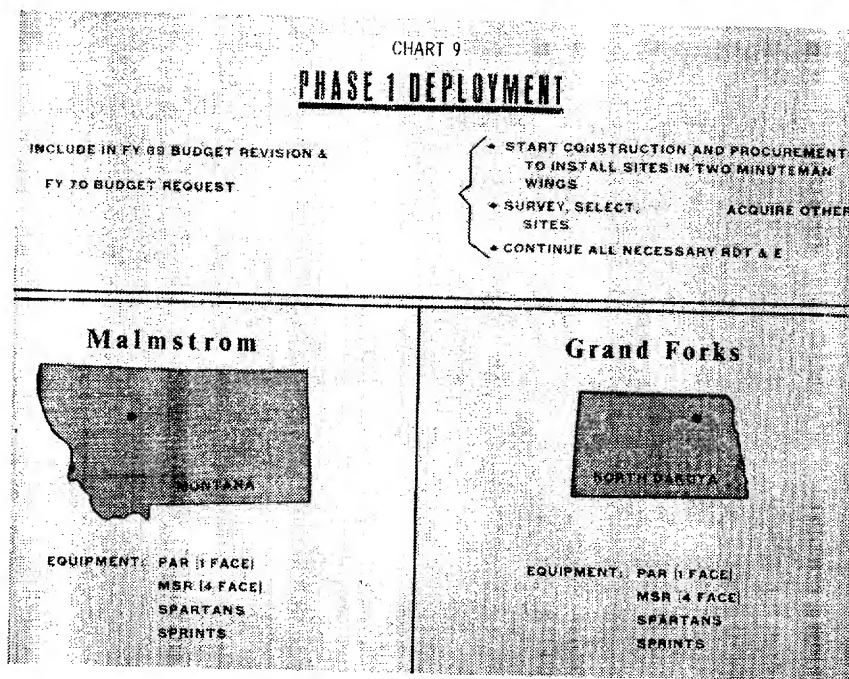 CHART 9
PHASE 1 DEPLOYMENT
INCLUDE IN FY 69 BUDGET REVISION &
FY 70 BUDGET REQUEST
• START CONSTRUCTION AND PROCUREMENT
TO INSTALL SITES IN TWO MINUTEMAN
WINGS
• SURVEY, SELECT, ACQUIRE OTHER
SITES
• CONTINUE ALL NECESSARY RDT & E
Malmstrom
MONTANA
EQUIPMENT: PAR [1 FACE]
MSR [4 FACE]
SPARTANS
SPRINTS
Grand Forks
NORTH DAKOTA
EQUIPMENT: PAR [1 FACE]
MSR [4 FACE]
SPARTANS
SPRINTS